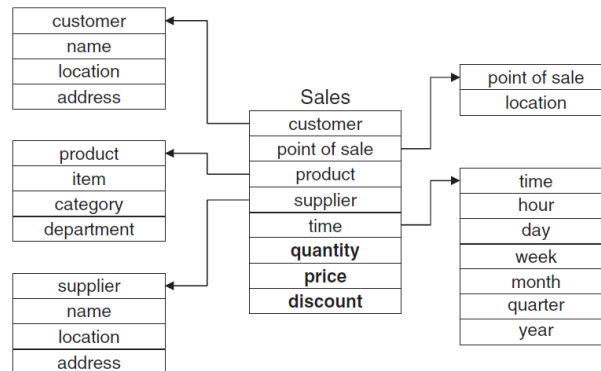 customer
name
location
address
product
item
category
department
supplier
name
location
address
Sales
customer
point of sale
product
supplier
time
quantity
price
discount
point of sale
location
time
hour
day
week
month
quarter
year